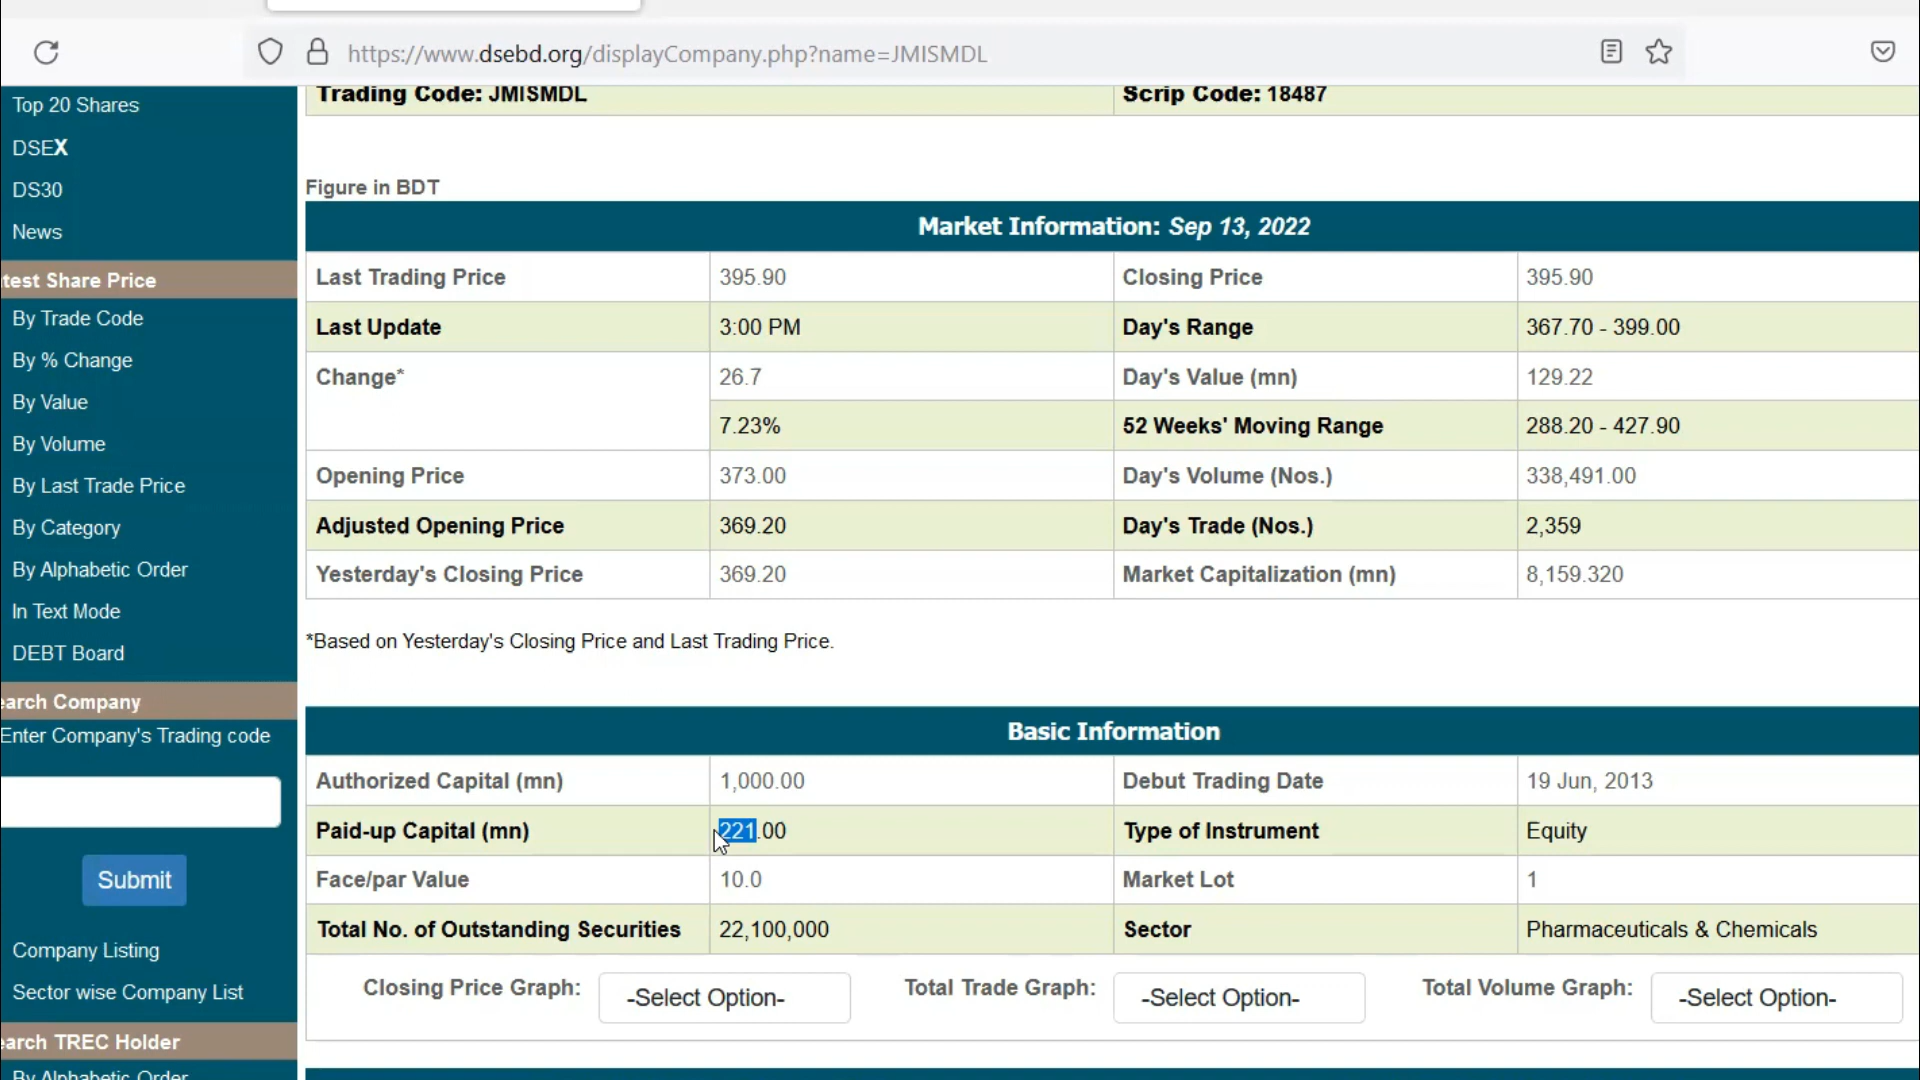 https://www.dsebd.org/displayCompany.php?name=JMISMDL
Top 20 Shares
DSEX
DS30
News
test Share Price
By Trade Code
By % Change
By Value
By Volume
By Last Trade Price
By Category
By Alphabetic Order
In Text Mode
DEBT Board
earch Company
Enter Company's Trading code
Submit
Company Listing
Sector wise Company List
earch TREC Holder
By Alphabetic Order
Trading Code: JMISMDL Scrip Code: 18487
Figure in BDT
Market Information: Sep 13, 2022
Last Trading Price 395.90 Closing Price 395.90
Last Update 3:00 PM Day's Range 367.70 - 399.00
Change* 26.7 Day's Value (mn) 129.22
7.23% 52 Weeks' Moving Range 288.20 - 427.90
Opening Price 373.00 Day's Volume (Nos.) 338,491.00
Adjusted Opening Price 369.20 Day's Trade (Nos.) 2,359
Yesterday's Closing Price 369.20 Market Capitalization (mn) 8,159.320
*Based on Yesterday's Closing Price and Last Trading Price.
Basic Information
Authorized Capital (mn) 1,000.00 Debut Trading Date 19 Jun, 2013
Paid-up Capital (mn) 221.00 Type of Instrument Equity
Face/par Value 10.0 Market Lot 1
Total No. of Outstanding Securities 22,100,000 Sector Pharmaceuticals & Chemicals
Closing Price Graph: -Select Option- Total Trade Graph: -Select Option- Total Volume Graph: -Select Option-